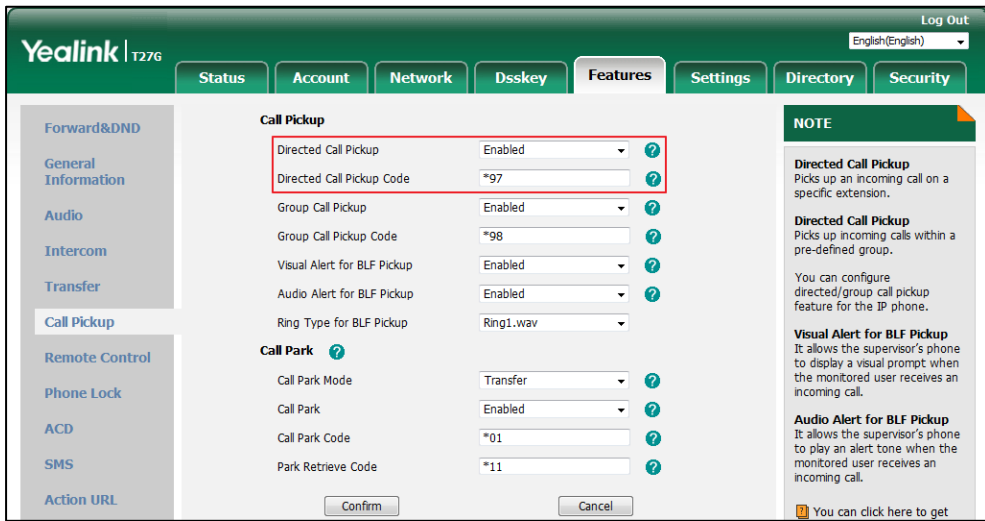 Log Out
Yealink T27G
English(English)
Status Account Network Dsskey Features Settings Directory Security
Forward&DND
General
Information
Audio
Intercom
Transfer
Call Pickup
Remote Control
Phone Lock
ACD
SMS
Action URL
Call Pickup
Directed Call Pickup Enabled ?
Directed Call Pickup Code *97 ?
Group Call Pickup Enabled ?
Group Call Pickup Code *98 ?
Visual Alert for BLF Pickup Enabled ?
Audio Alert for BLF Pickup Enabled ?
Ring Type for BLF Pickup Ring1.wav
Call Park ?
Call Park Mode Transfer ?
Call Park Enabled ?
Call Park Code *01 ?
Park Retrieve Code *11 ?
Confirm Cancel
NOTE
Directed Call Pickup
Picks up an incoming call on a
specific extension.
Directed Call Pickup
Picks up incoming calls within a
pre-defined group.
You can configure
directed/group call pickup
feature for the IP phone.
Visual Alert for BLF Pickup
It allows the supervisor's phone
to display a visual prompt when
the monitored user receives an
incoming call.
Audio Alert for BLF Pickup
It allows the supervisor's phone
to play an alert tone when the
monitored user receives an
incoming call.
? You can click here to get